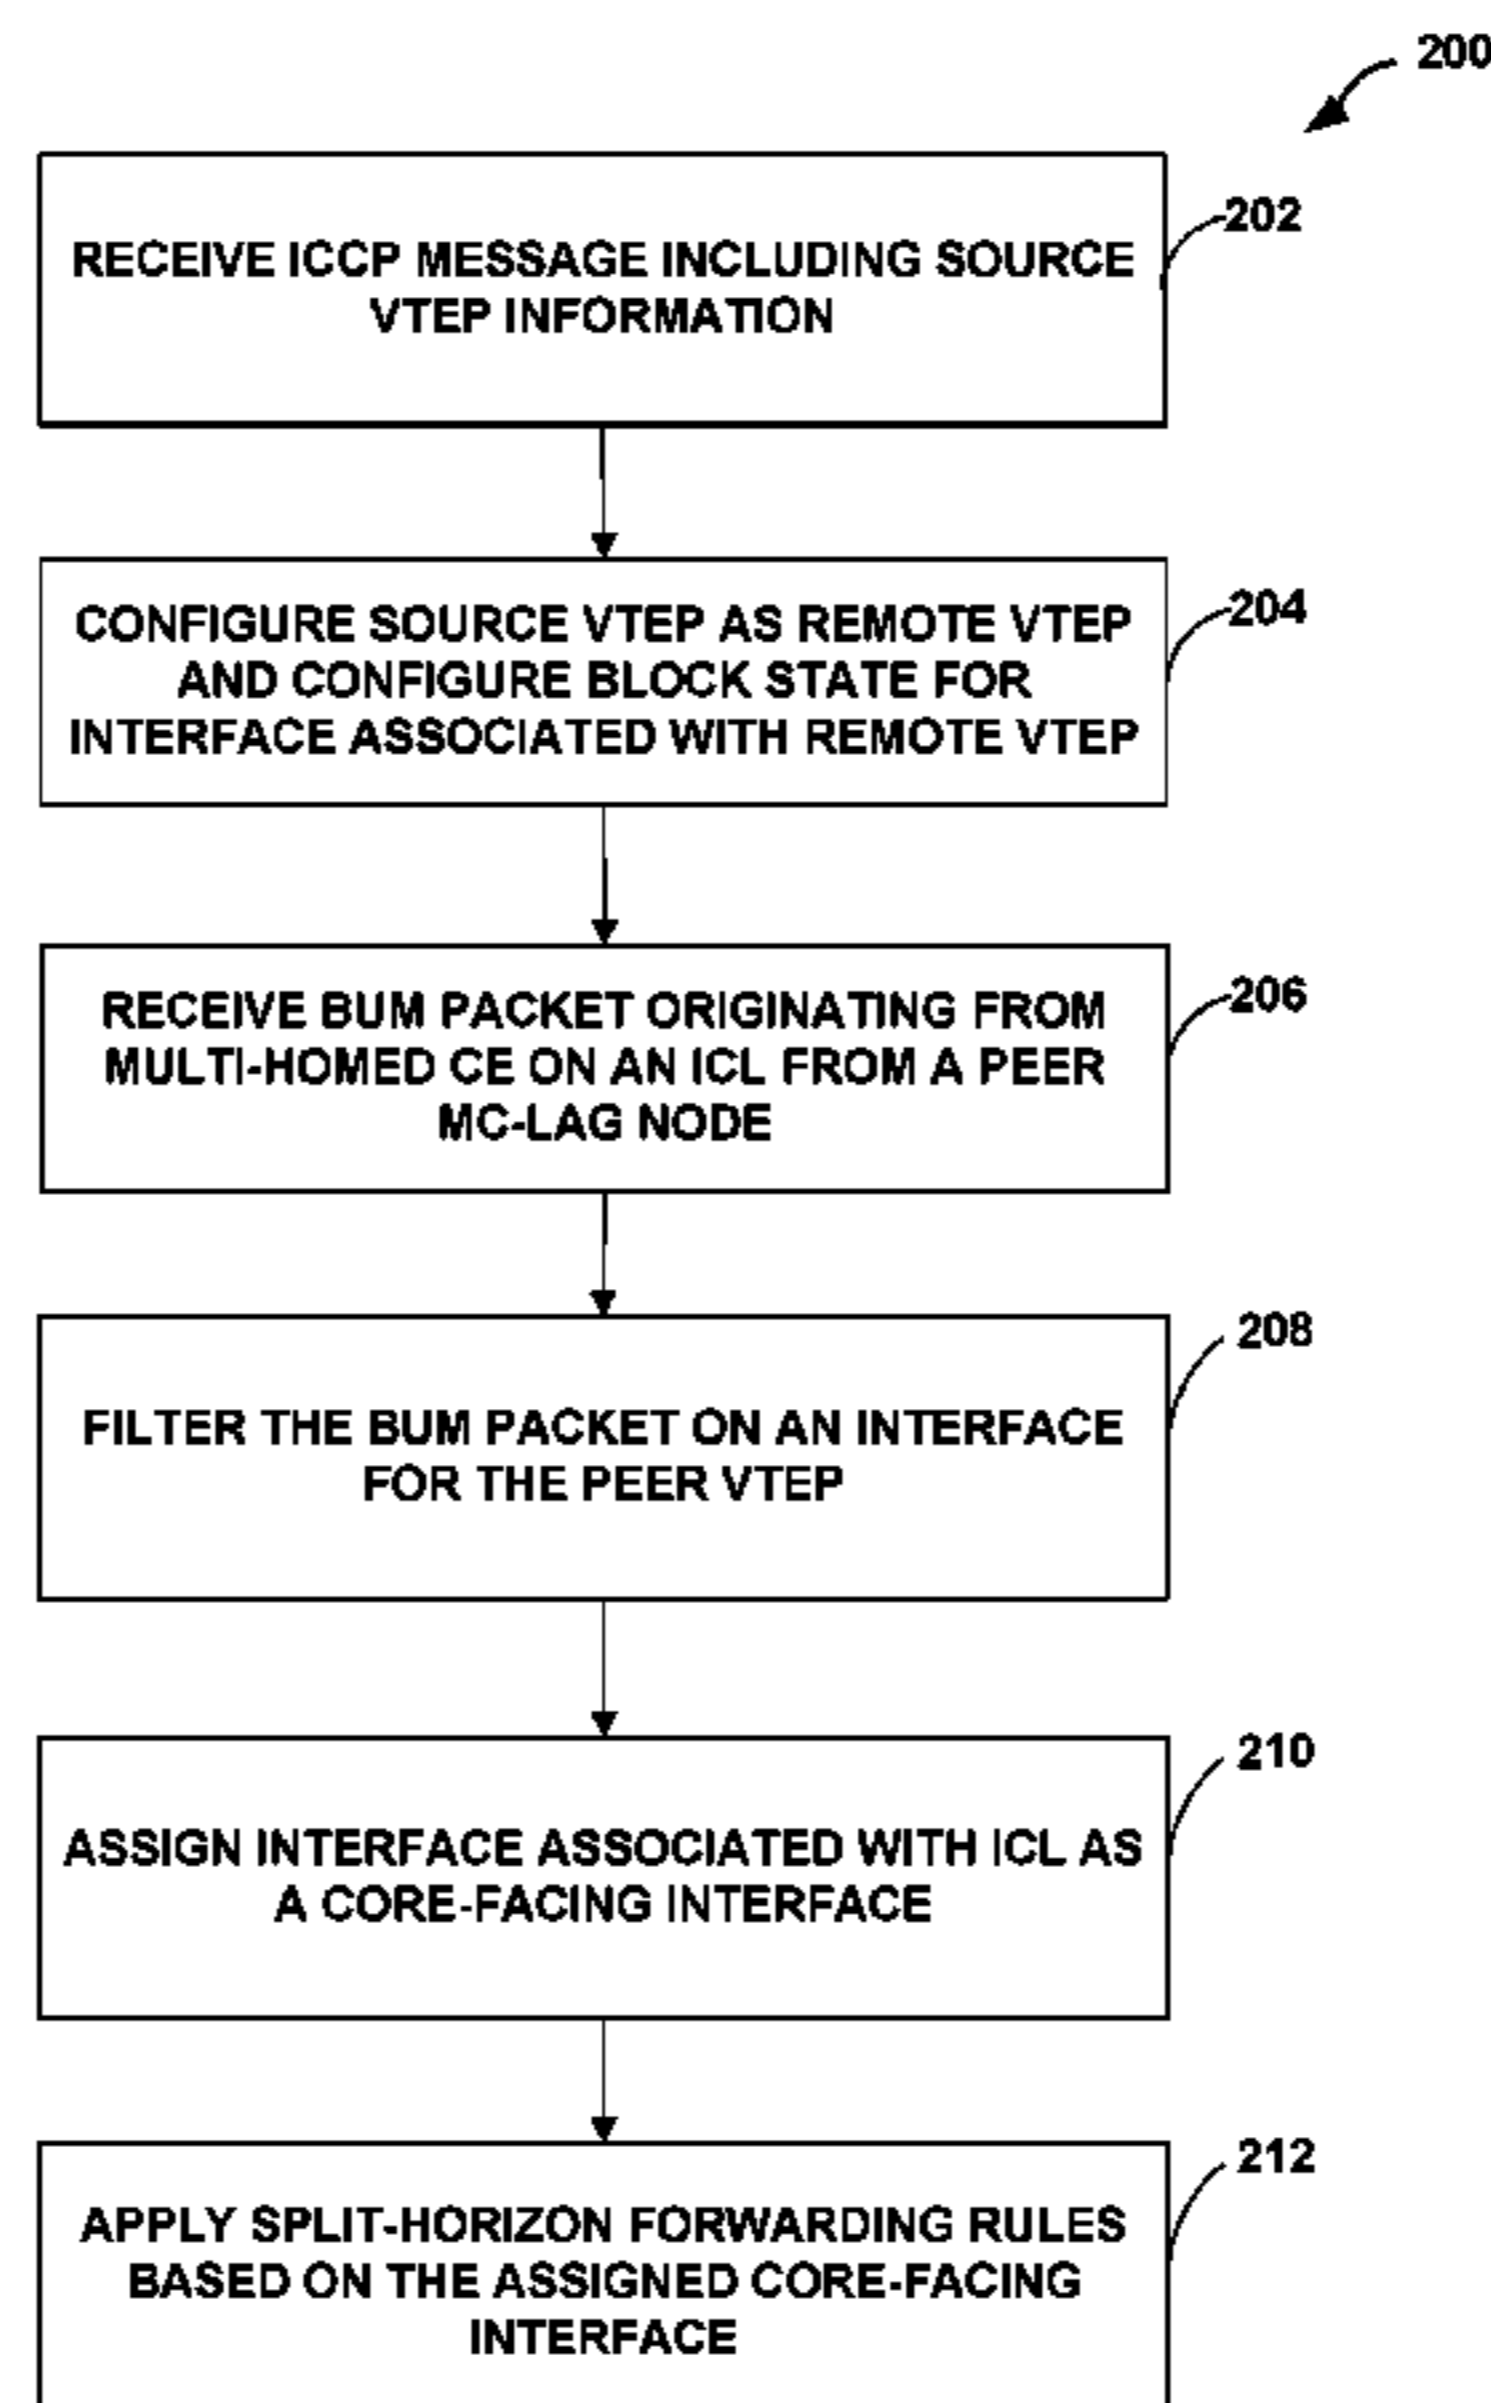 200
202
RECEIVE ICCP MESSAGE INCLUDING SOURCE
VTEP INFORMATION
204
CONFIGURE SOURCE VTEP AS REMOTE VTEP
AND CONFIGURE BLOCK STATE FOR
INTERFACE ASSOCIATED WITH REMOTE VTEP
206
RECEIVE BUM PACKET ORIGINATING FROM
MULTI-HOMED CE ON AN ICL FROM A PEER
MC-LAG NODE
208
FILTER THE BUM PACKET ON AN INTERFACE
FOR THE PEER VTEP
210
ASSIGN INTERFACE ASSOCIATED WITH ICL AS
A CORE-FACING INTERFACE
212
APPLY SPLIT-HORIZON FORWARDING RULES
BASED ON THE ASSIGNED CORE-FACING
INTERFACE